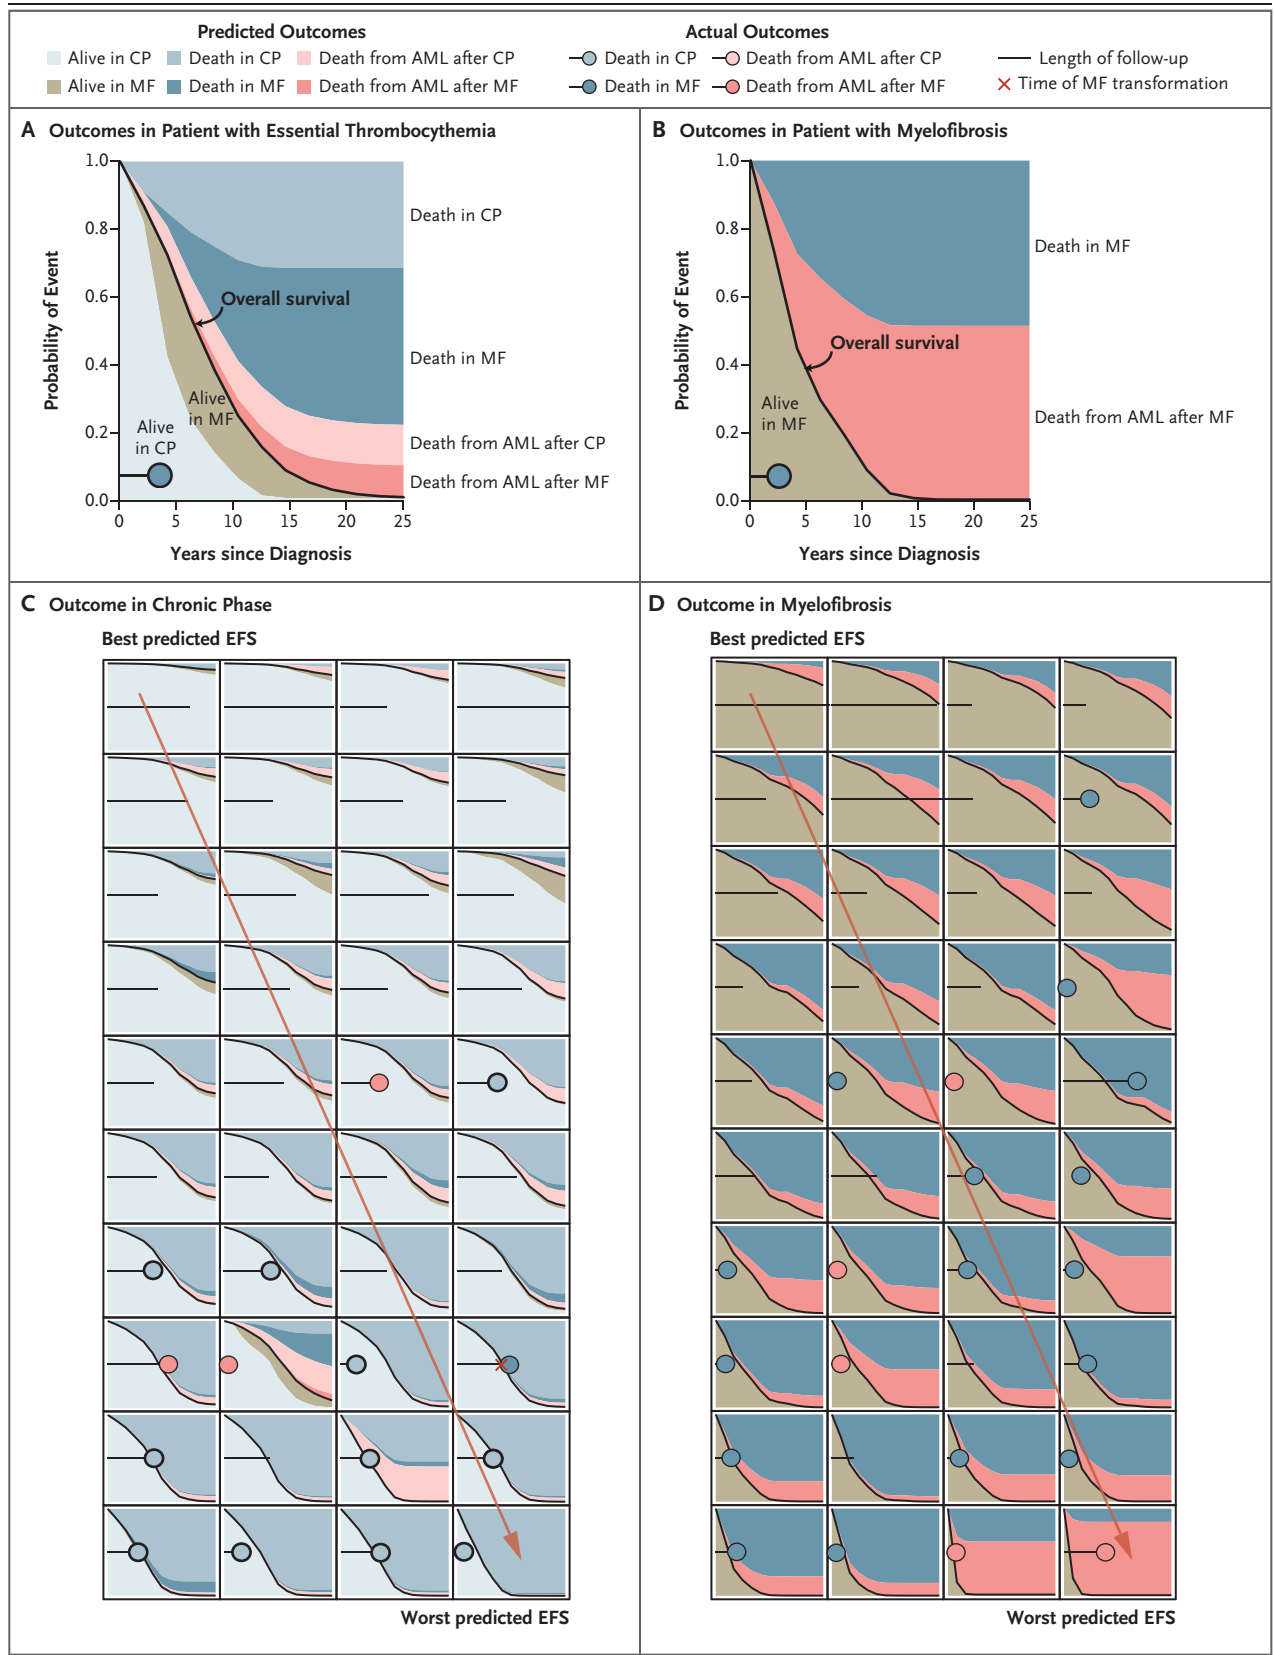 Predicted Outcomes
Actual Outcomes
Alive in CP
Death in CP
Death from AML after CP
Death in CP
Death from AML after CP
Length of follow-up
Alive in MF
Death in MF
Death from AML after MF
Death in MF
Death from AML after MF
Time of MF transformation
A Outcomes in Patient with Essential Thrombocythemia
1.0
0.8
0.6
0.4
0.2
0.0
Probability of Event
Death in CP
Overall survival
Death in MF
Alive
in MF
Alive
in CP
Death from AML after CP
Death from AML after MF
0 5 10 15 20 25
Years since Diagnosis
B Outcomes in Patient with Myelofibrosis
1.0
0.8
0.6
0.4
0.2
0.0
Probability of Event
Death in MF
Overall survival
Alive
in MF
Death from AML after MF
0 5 10 15 20 25
Years since Diagnosis
C Outcome in Chronic Phase
Best predicted EFS
Worst predicted EFS
D Outcome in Myelofibrosis
Best predicted EFS
Worst predicted EFS